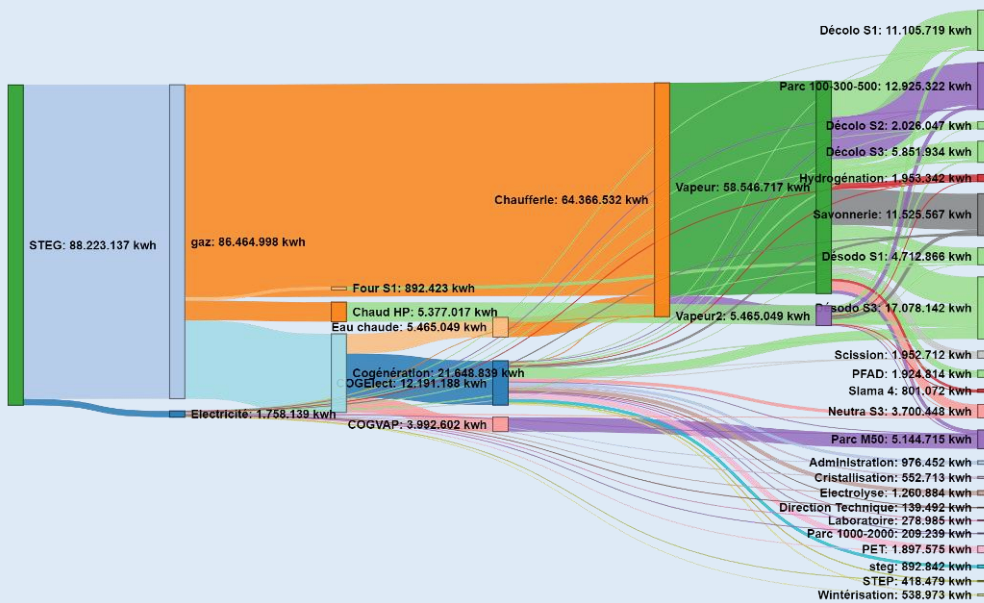 STEG: 88.223.137 kwh
gaz: 86.464.998 kwh
Electricité: 1.758.139 kwh
Four S1: 892.423 kwh
Chaud HP: 5.377.017 kwh
Eau chaude: 5.465.049 kwh
Cogénération: 21.648.839 kwh
COGElect: 12.191.188 kwh
COGVAP: 3.992.602 kwh
Chaufferie: 64.366.532 kwh
Vapeur: 58.546.717 kwh
Vapeur2: 5.465.049 kwh
Décolo S1: 11.105.719 kwh
Parc 100-300-500: 12.925.322 kwh
Décolo S2: 2.026.047 kwh
Décolo S3: 5.851.934 kwh
Hydrogénation: 1.953.342 kwh
Savonnerie: 11.525.567 kwh
Désodo S1: 4.712.866 kwh
Désodo S3: 17.078.142 kwh
Scission: 1.952.712 kwh
PFAD: 1.924.814 kwh
Slama 4: 801.072 kwh
Neutra S3: 3.700.448 kwh
Parc M50: 5.144.715 kwh
Administration: 976.452 kwh
Cristallisation: 552.713 kwh
Electrolyse: 1.260.884 kwh
Direction Technique: 139.492 kwh
Laboratoire: 278.985 kwh
Parc 1000-2000: 209.239 kwh
PET: 1.897.575 kwh
steg: 892.842 kwh
STEP: 418.479 kwh
Wintérisation: 538.973 kwh